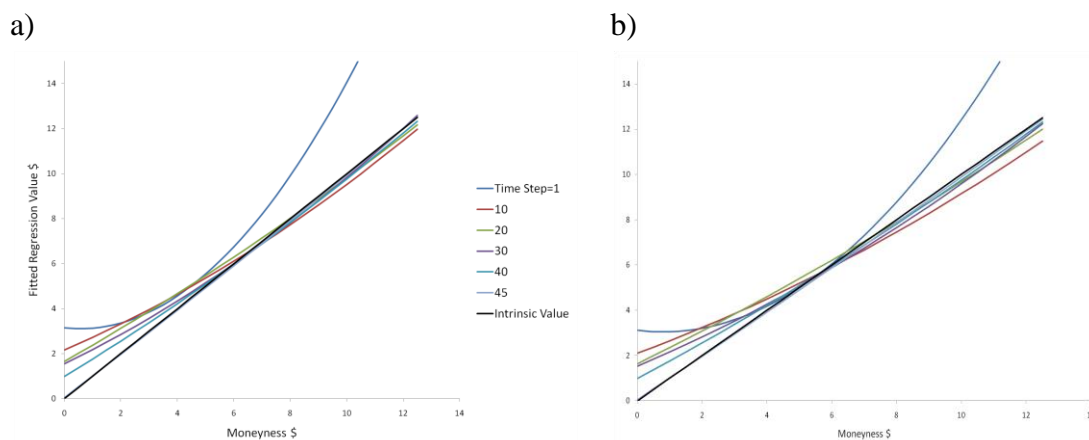 a)
b)
Fitted Regression Value $
14
12
10
8
6
4
2
0
0 2 4 6 8 10 12 14
Moneyness $
Time Step=1
10
20
30
40
45
Intrinsic Value
14
12
10
8
6
4
2
0
0 2 4 6 8 10 12
Moneyness $